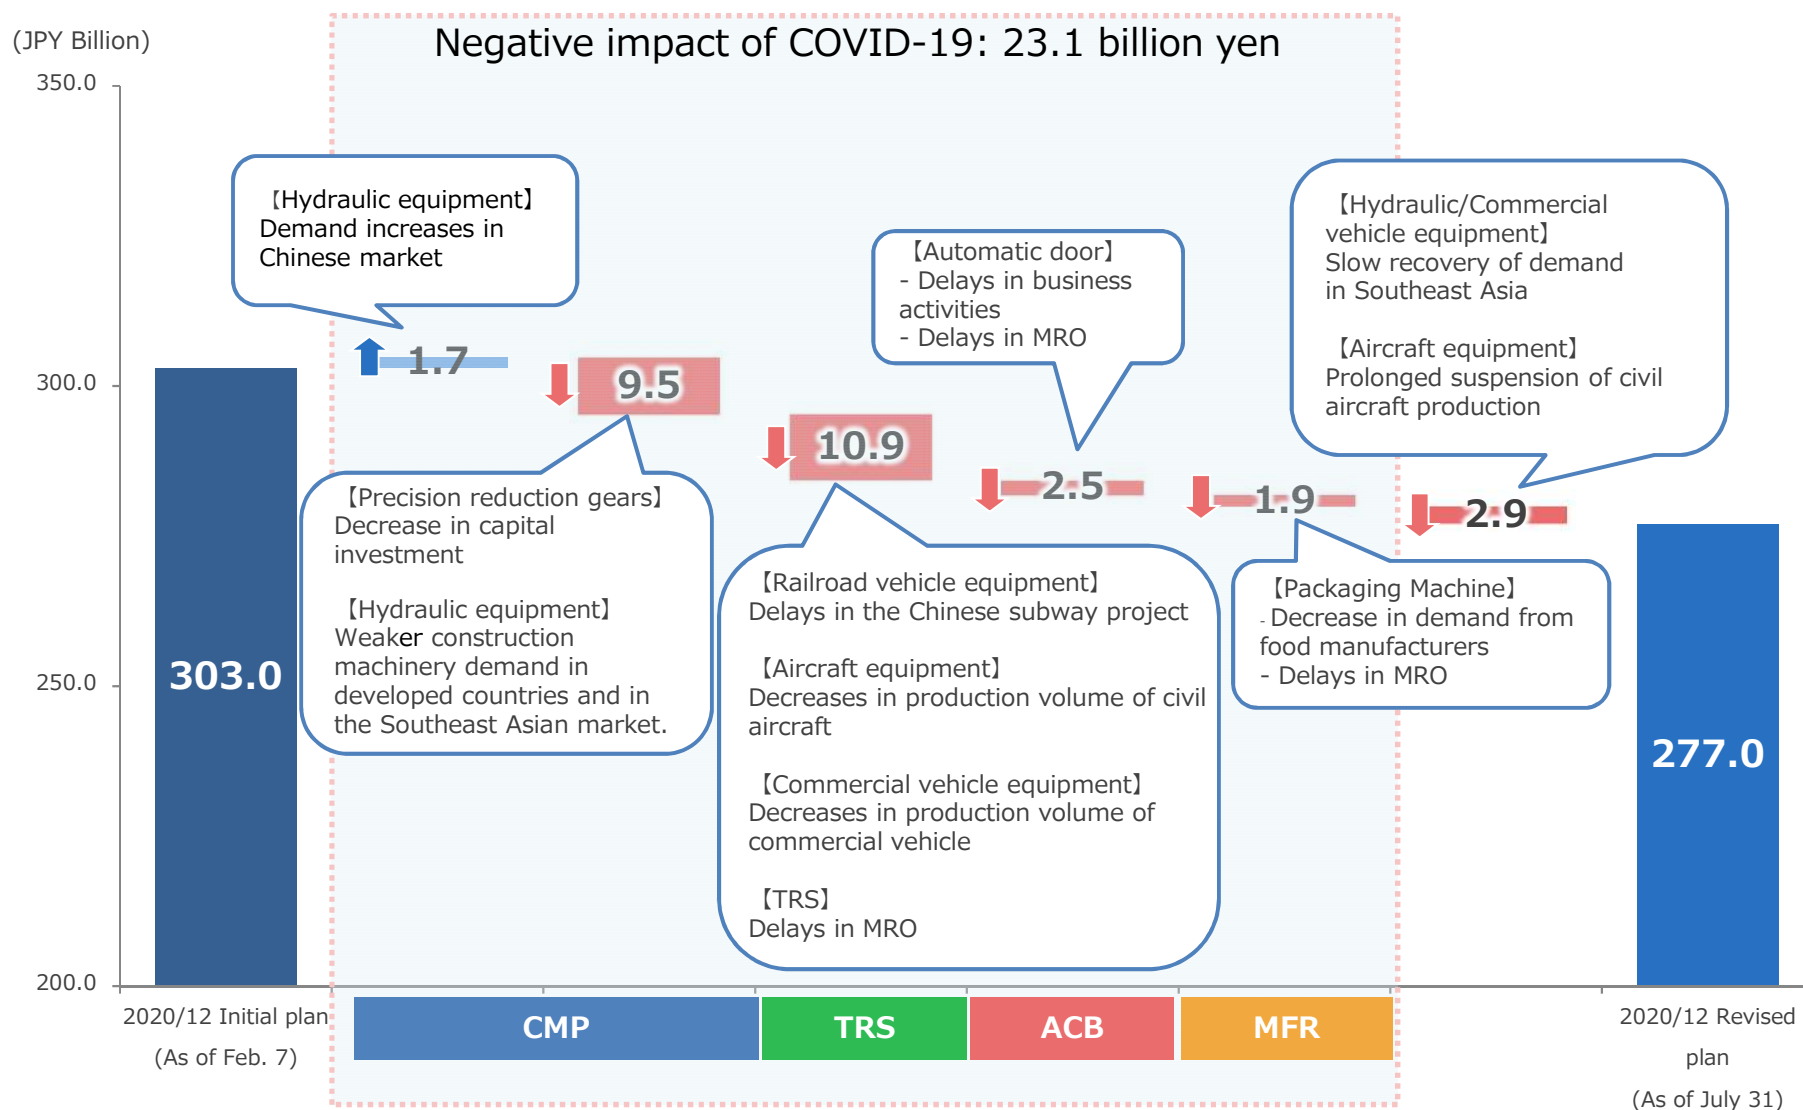 (JPY Billion)
Negative impact of COVID-19: 23.1 billion yen
350.0
300.0
250.0
200.0
【Hydraulic equipment】
Demand increases in
Chinese market
【Automatic door】
- Delays in business
activities
- Delays in MRO
【Hydraulic/Commercial
vehicle equipment】
Slow recovery of demand
in Southeast Asia
【Aircraft equipment】
Prolonged suspension of civil
aircraft production
303.0
1.7
9.5
10.9
2.5
1.9
2.9
277.0
【Precision reduction gears】
Decrease in capital
investment
【Hydraulic equipment】
Weaker construction
machinery demand in
developed countries and in
the Southeast Asian market.
【Railroad vehicle equipment】
Delays in the Chinese subway project
【Aircraft equipment】
Decreases in production volume of civil
aircraft
【Commercial vehicle equipment】
Decreases in production volume of
commercial vehicle
【TRS】
Delays in MRO
【Packaging Machine】
- Decrease in demand from
food manufacturers
- Delays in MRO
2020/12 Initial plan
(As of Feb. 7)
CMP
TRS
ACB
MFR
2020/12 Revised
plan
(As of July 31)